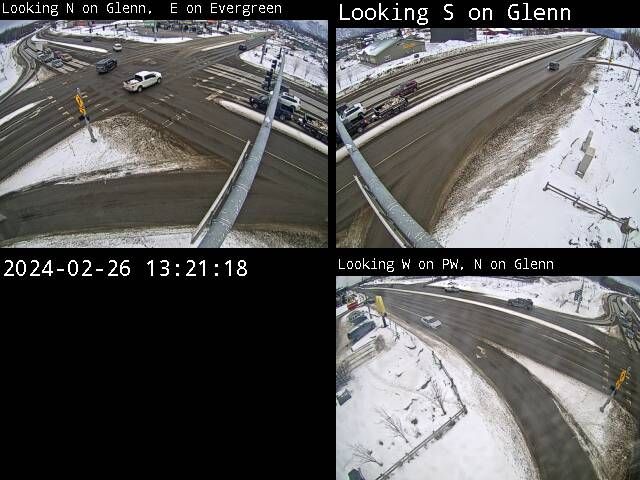 Looking N on Glenn,  E on Evergreen
Looking S on Glenn
2024-02-26 13:21:18
Looking W on PW, N on Glenn